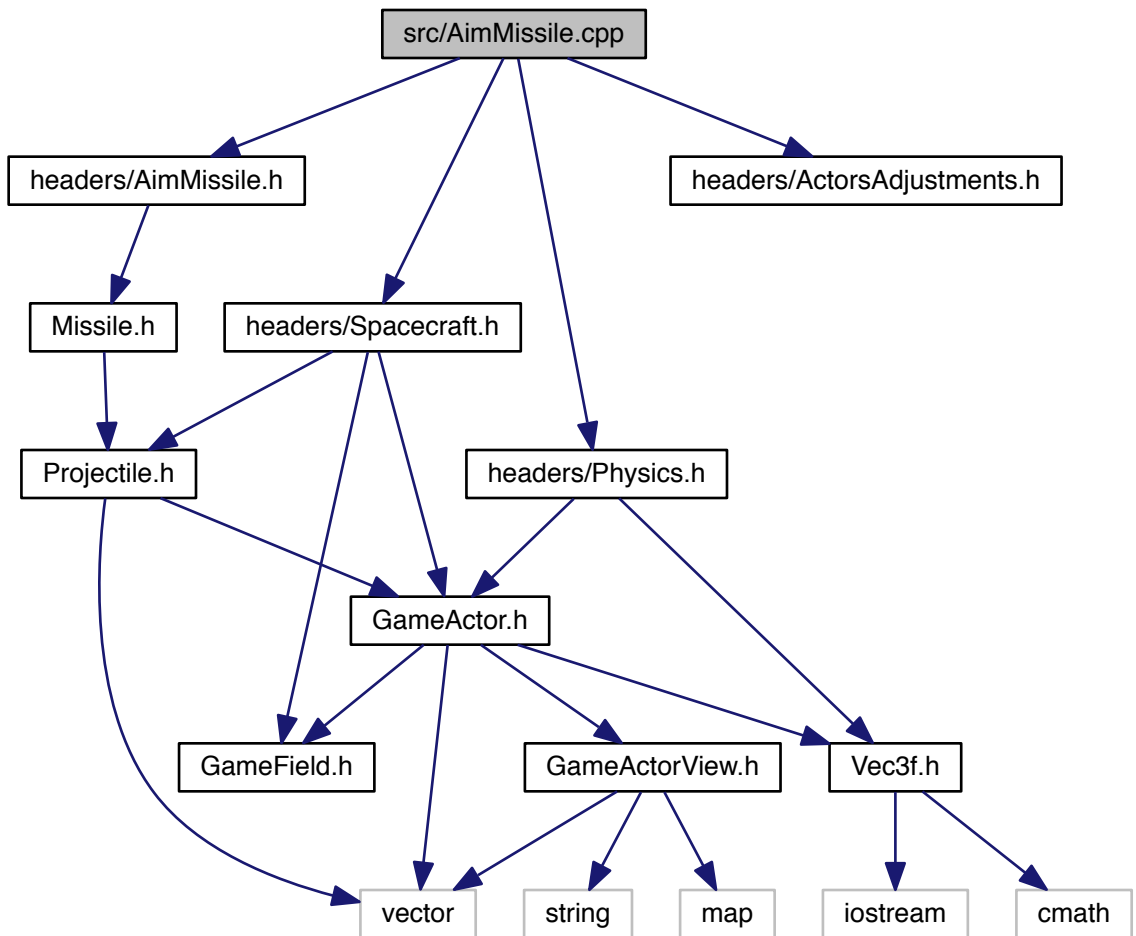 src/AimMissile.cpp
headers/AimMissile.h
headers/ActorsAdjustments.h
Missile.h
headers/Spacecraft.h
Projectile.h
headers/Physics.h
GameActor.h
GameField.h
GameActorView.h
Vec3f.h
vector
string
map
iostream
cmath